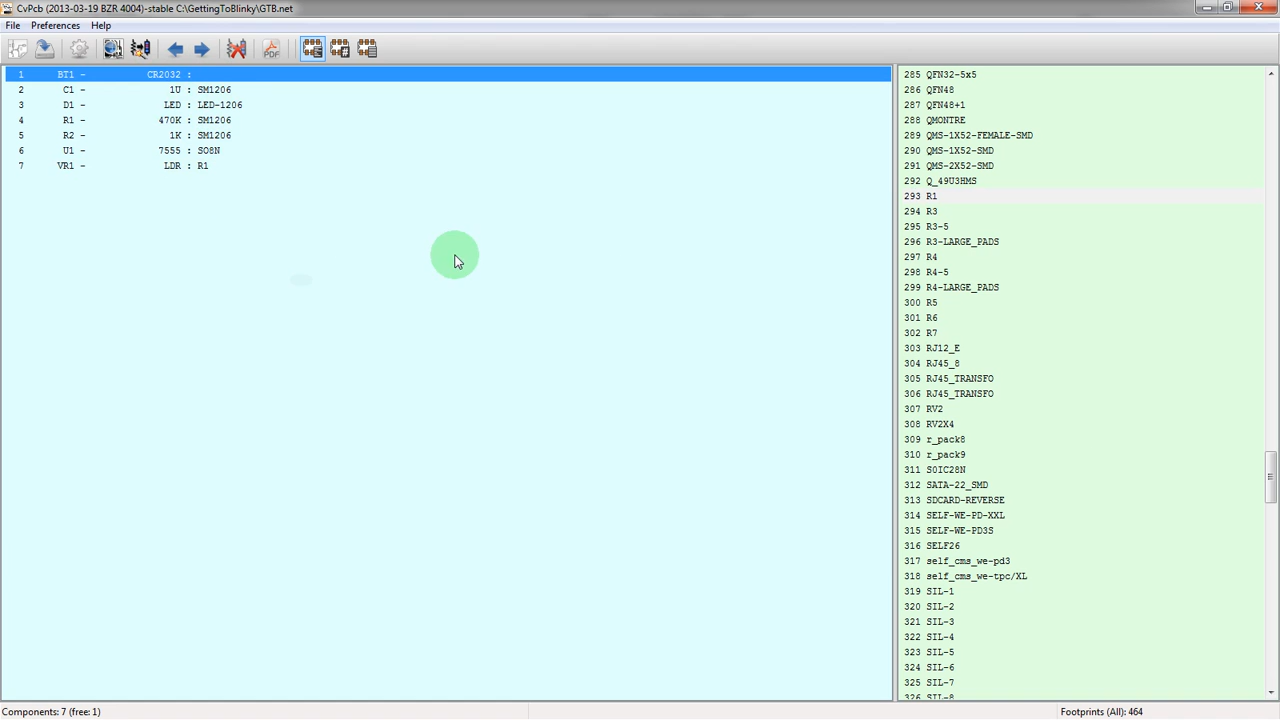 CvPcb (2013-03-19 BZR 4004)-stable C:\GettingToBlinky\GTB.net
File Preferences Help
PDF
1 BT1 - CR2032 :
2 C1 - 1U : SM1206
3 D1 - LED : LED-1206
4 R1 - 470K : SM1206
5 R2 - 1K : SM1206
6 U1 - 7555 : SO8N
7 VR1 - LDR : R1
285 QFN32-5x5
286 QFN48
287 QFN48+1
288 QMONTRE
289 QMS-1X52-FEMALE-SMD
290 QMS-1X52-SMD
291 QMS-2X52-SMD
292 Q_49U3HMS
293 R1
294 R3
295 R3-5
296 R3-LARGE_PADS
297 R4
298 R4-5
299 R4-LARGE_PADS
300 R5
301 R6
302 R7
303 RJ12_E
304 RJ45_8
305 RJ45_TRANSFO
306 RJ45_TRANSFO
307 RV2
308 RV2X4
309 r_pack8
310 r_pack9
311 S0IC28N
312 SATA-22_SMD
313 SDCARD-REVERSE
314 SELF-WE-PD-XXL
315 SELF-WE-PD3S
316 SELF26
317 self_cms_we-pd3
318 self_cms_we-tpc/XL
319 SIL-1
320 SIL-2
321 SIL-3
322 SIL-4
323 SIL-5
324 SIL-6
325 SIL-7
326 SIL-8
Components: 7 (free: 1)
Footprints (All): 464